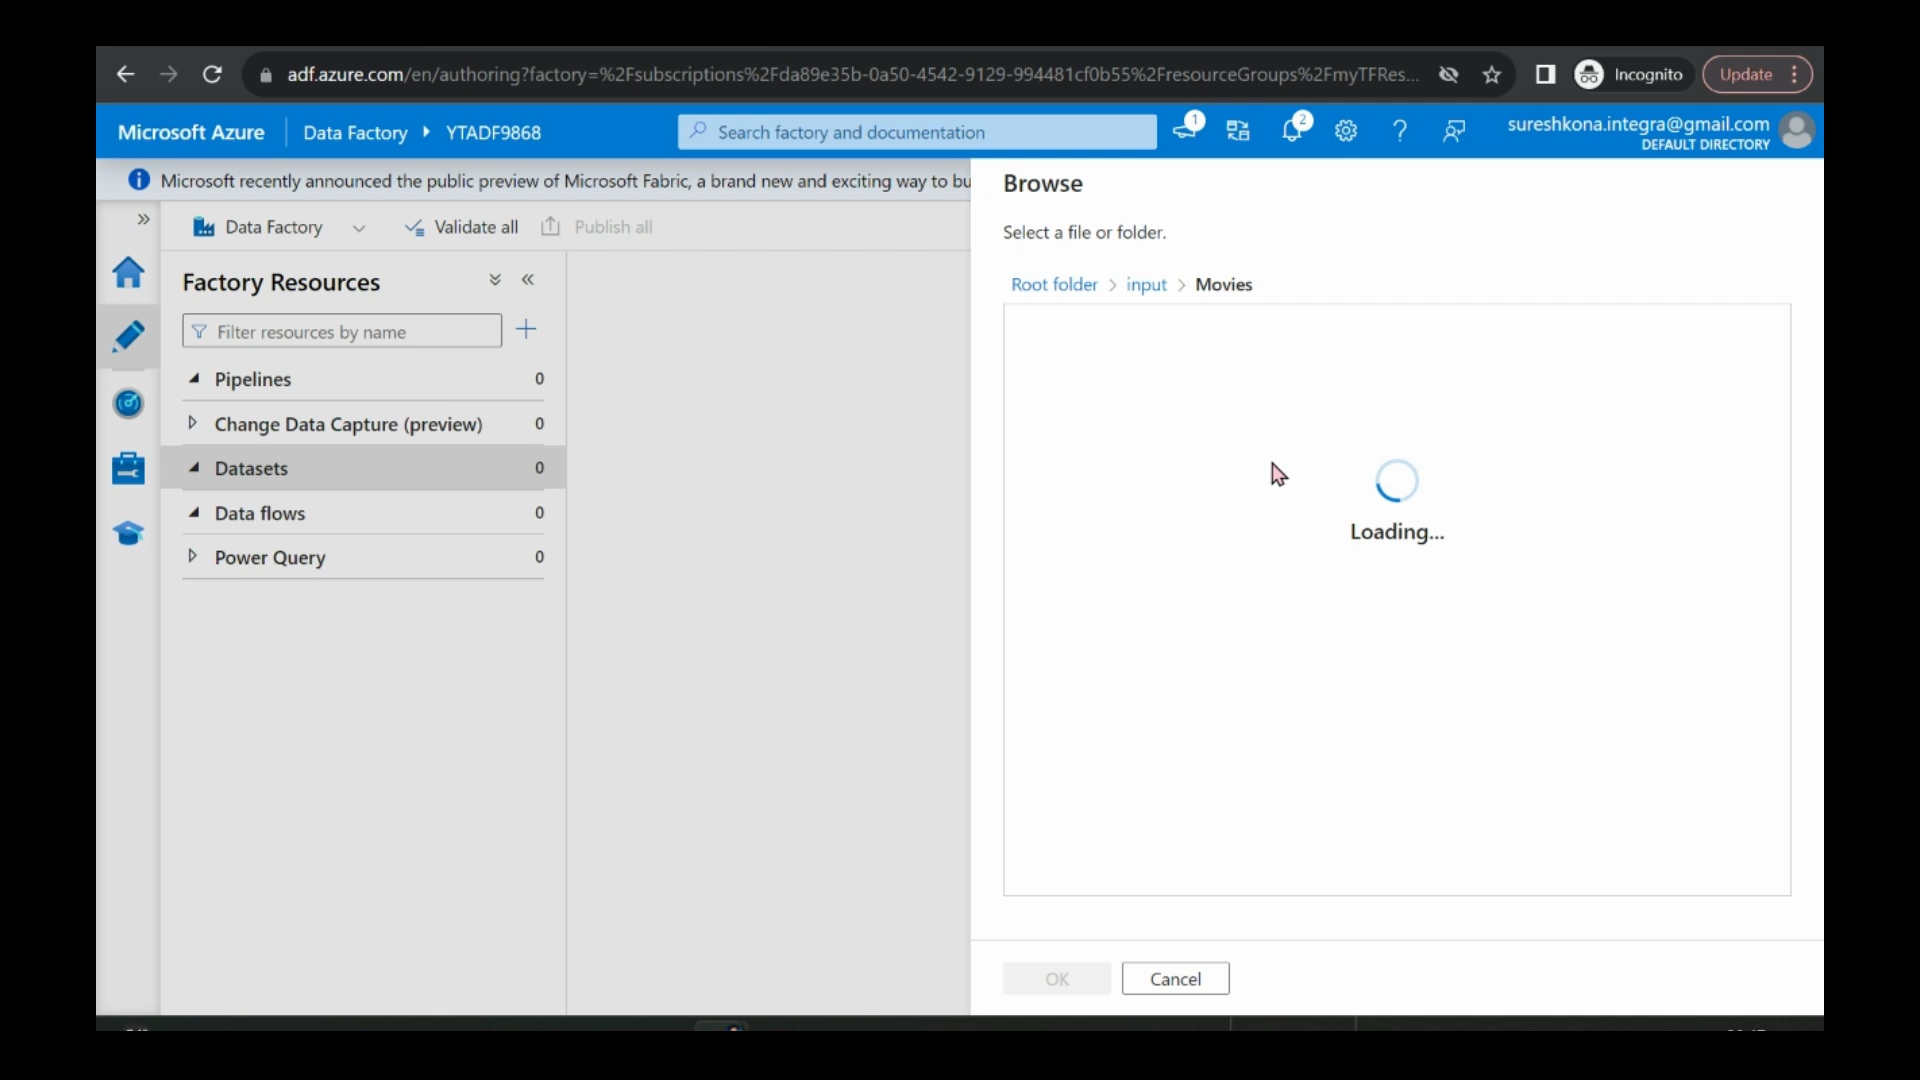 adf.azure.com/en/authoring?factory=%2Fsubscriptions%2Fda89e35b-0a50-4542-9129-994481cf0b55%2FresourceGroups%2FmyTFRes...
Incognito
Update
Microsoft Azure
Data Factory
YTADF9868
Search factory and documentation
1
2
sureshkona.integra@gmail.com
DEFAULT DIRECTORY
Microsoft recently announced the public preview of Microsoft Fabric, a brand new and exciting way to bu
Data Factory
Validate all
Publish all
Factory Resources
Filter resources by name
Pipelines 0
Change Data Capture (preview) 0
Datasets 0
Data flows 0
Power Query 0
Browse
Select a file or folder.
Root folder > input > Movies
Loading...
OK
Cancel